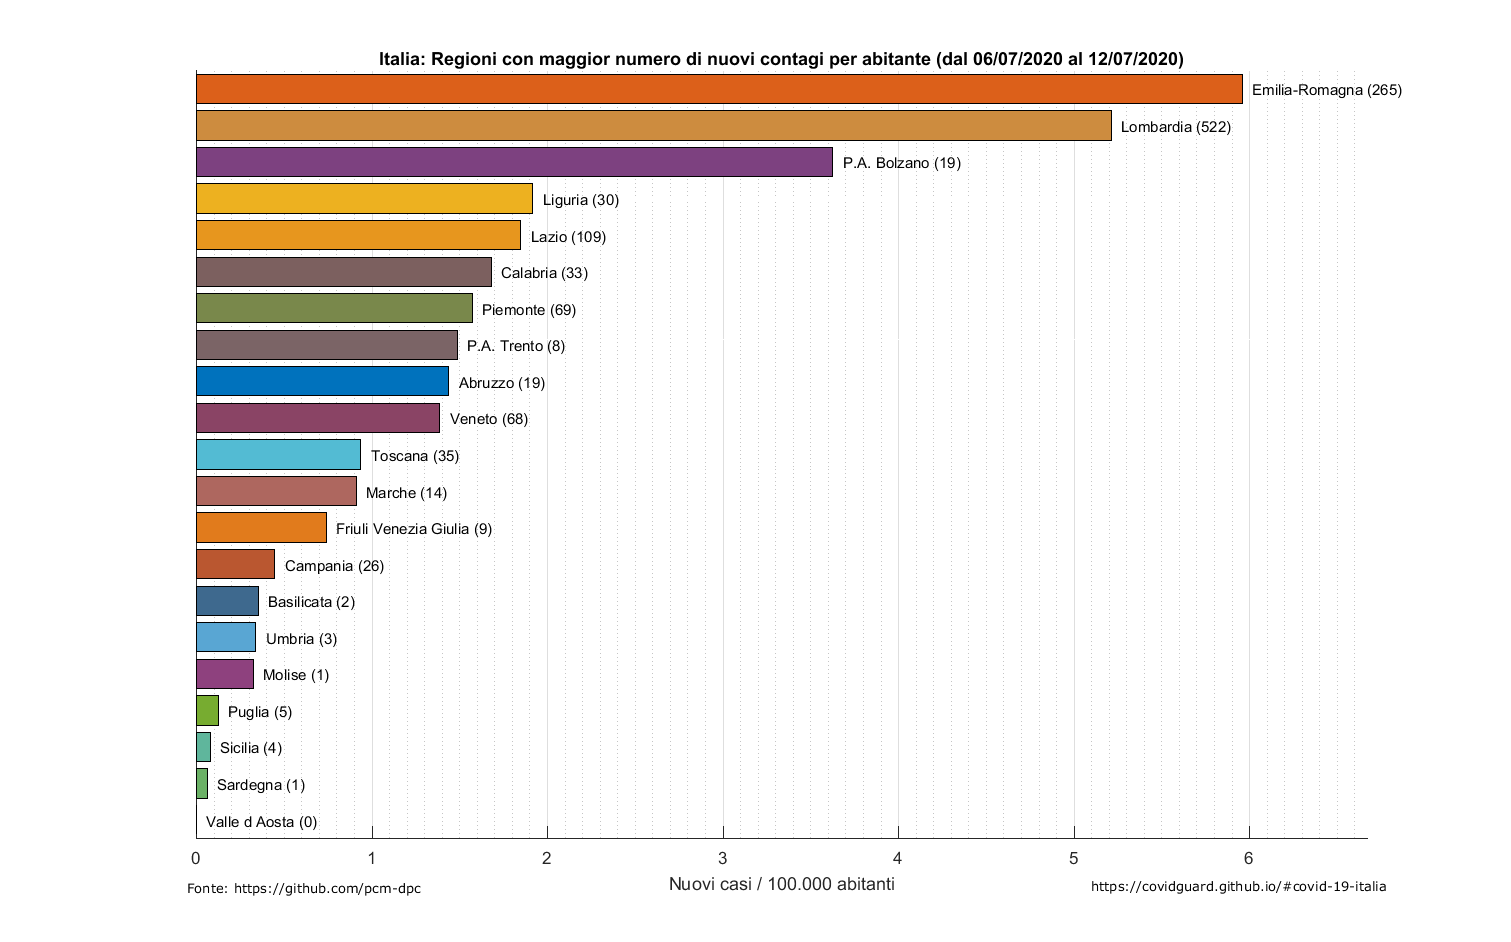 Italia: Regioni con maggior numero di nuovi contagi per abitante (dal 06/07/2020 al 12/07/2020)
Emilia-Romagna (265)
Lombardia (522)
P.A. Bolzano (19)
Liguria (30)
Lazio (109)
Calabria (33)
Piemonte (69)
P.A. Trento (8)
Abruzzo (19)
Veneto (68)
Toscana (35)
Marche (14)
Friuli Venezia Giulia (9)
Campania (26)
Basilicata (2)
Umbria (3)
Molise (1)
Puglia (5)
Sicilia (4)
Sardegna (1)
Valle d Aosta (0)
0 1 2 3 4 5 6
Nuovi casi / 100.000 abitanti
Fonte: https://github.com/pcm-dpc
https://covidguard.github.io/#covid-19-italia